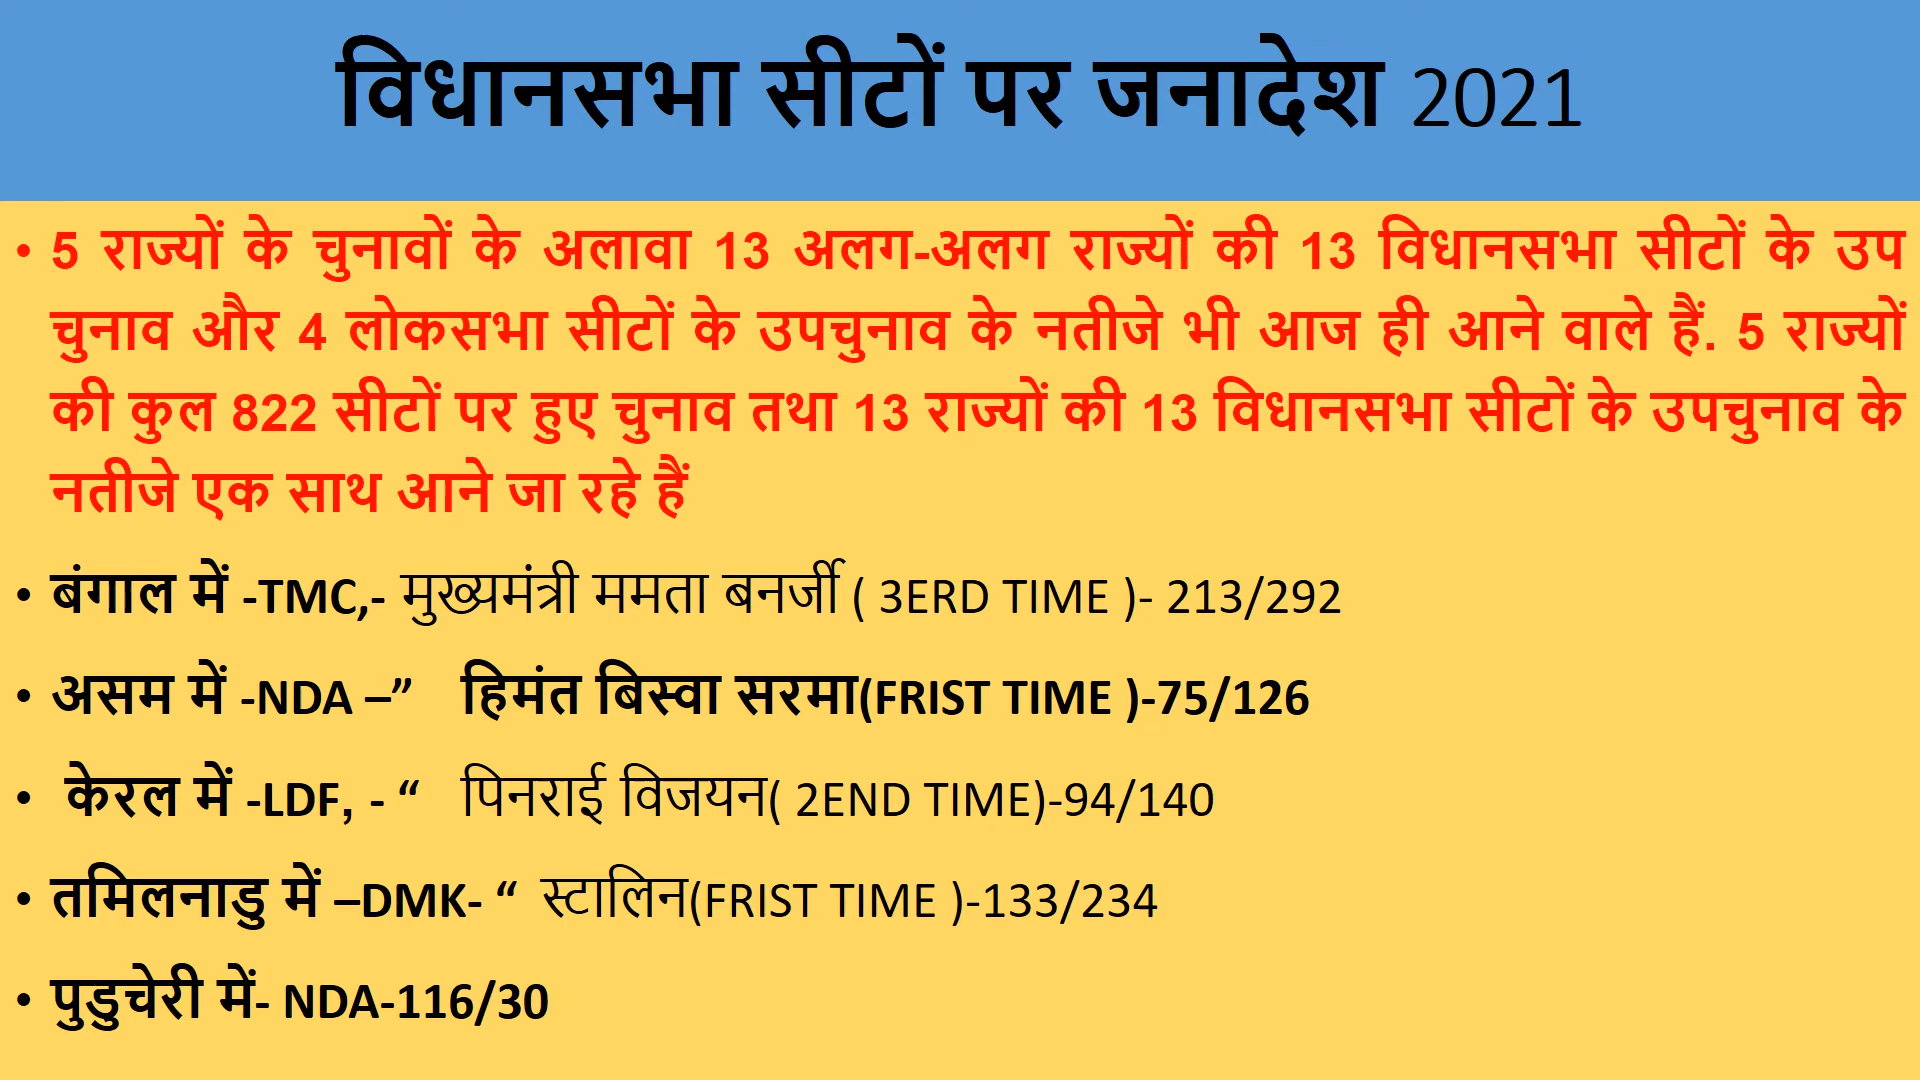 विधानसभा सीटों पर जनादेश 2021
• 5 राज्यों के चुनावों के अलावा 13 अलग-अलग राज्यों की 13 विधानसभा सीटों के उप
चुनाव और 4 लोकसभा सीटों के उपचुनाव के नतीजे भी आज ही आने वाले हैं. 5 राज्यों
की कुल 822 सीटों पर हुए चुनाव तथा 13 राज्यों की 13 विधानसभा सीटों के उपचुनाव के
नतीजे एक साथ आने जा रहे हैं
• बंगाल में -TMC,- मुख्यमंत्री ममता बनर्जी ( 3ERD TIME )- 213/292
• असम में -NDA –” हिमंत बिस्वा सरमा(FRIST TIME )-75/126
• केरल में -LDF, - “ पिनराई विजयन( 2END TIME)-94/140
• तमिलनाडु में –DMK- “ स्टालिन(FRIST TIME )-133/234
• पुडुचेरी में- NDA-116/30